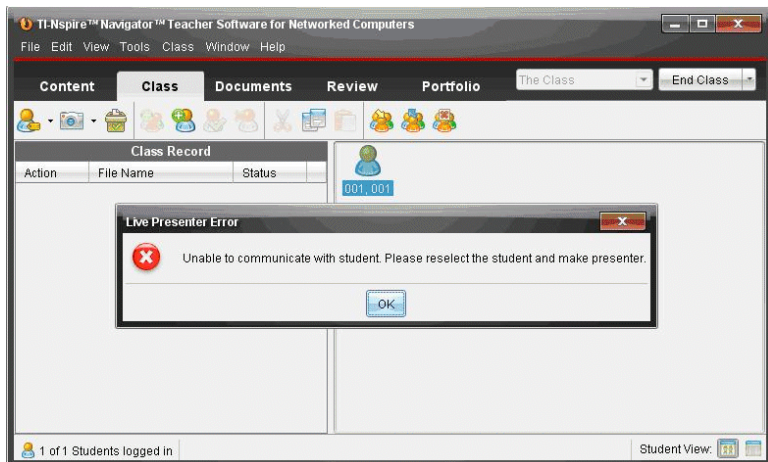 TI-Nspire™ Navigator™ Teacher Software for Networked Computers
File Edit View Tools Class Window Help
Content Class Documents Review Portfolio The Class End Class
Class Record
Action File Name Status
001, 001
Live Presenter Error
Unable to communicate with student. Please reselect the student and make presenter.
OK
1 of 1 Students logged in Student View: